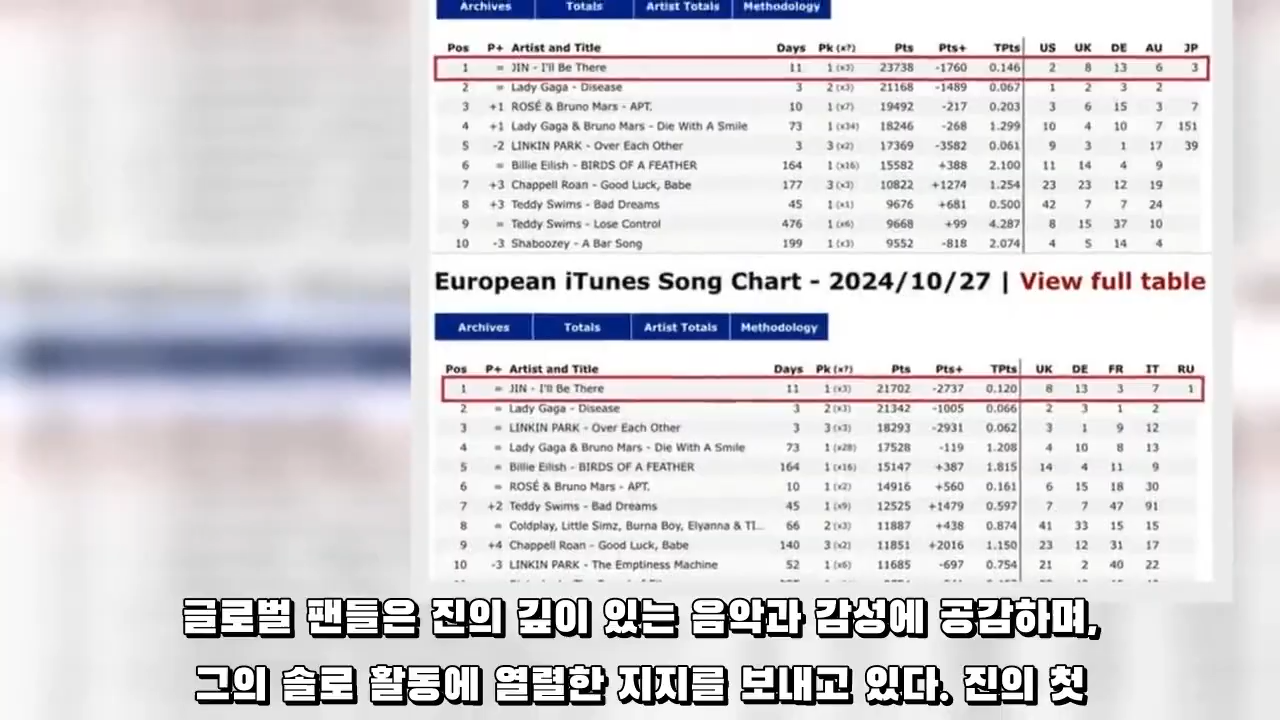 Archives Totals Artist Totals Methodology
Pos P+ Artist and Title Days Pk (x?) Pts Pts+ TPts US UK DE AU JP
1 = JIN - I'll Be There 11 1 (x3) 23738 -1760 0.146 2 8 13 6 3
2 = Lady Gaga - Disease 3 2 (x3) 21168 -1489 0.067 1 2 3 2
3 +1 ROSÉ & Bruno Mars - APT. 10 1 (x7) 19492 -217 0.203 3 6 15 3 7
4 +1 Lady Gaga & Bruno Mars - Die With A Smile 73 1 (x34) 18246 -268 1.299 10 4 10 7 151
5 -2 LINKIN PARK - Over Each Other 3 3 (x2) 17369 -3582 0.061 9 3 1 17 39
6 = Billie Eilish - BIRDS OF A FEATHER 164 1 (x16) 15582 +388 2.100 11 14 4 9
7 +3 Chappell Roan - Good Luck, Babe 177 3 (x3) 10822 +1274 1.254 23 23 12 19
8 +3 Teddy Swims - Bad Dreams 45 1 (x1) 9676 +681 0.500 42 7 7 24
9 = Teddy Swims - Lose Control 476 1 (x6) 9668 +99 4.287 8 15 37 10
10 -3 Shaboozey - A Bar Song 199 1 (x3) 9552 -818 2.074 4 5 14 4
European iTunes Song Chart - 2024/10/27 | View full table
Archives Totals Artist Totals Methodology
Pos P+ Artist and Title Days Pk (x?) Pts Pts+ TPts UK DE FR IT RU
1 = JIN - I'll Be There 11 1 (x3) 21702 -2737 0.120 8 13 3 7 1
2 = Lady Gaga - Disease 3 2 (x3) 21342 -1005 0.066 2 3 1 2
3 = LINKIN PARK - Over Each Other 3 3 (x3) 18293 -2931 0.062 3 1 9 12
4 = Lady Gaga & Bruno Mars - Die With A Smile 73 1 (x28) 17528 -119 1.208 4 10 8 13
5 = Billie Eilish - BIRDS OF A FEATHER 164 1 (x16) 15147 +387 1.815 14 4 11 9
6 = ROSÉ & Bruno Mars - APT. 10 1 (x2) 14916 +560 0.161 6 15 18 30
7 +2 Teddy Swims - Bad Dreams 45 1 (x9) 12525 +1479 0.597 7 7 47 91
8 = Coldplay, Little Simz, Burna Boy, Elyanna & TI... 66 2 (x3) 11887 +438 0.874 41 33 15 15
9 +4 Chappell Roan - Good Luck, Babe 140 3 (x2) 11851 +2016 1.150 23 12 31 17
10 -3 LINKIN PARK - The Emptiness Machine 52 1 (x6) 11685 -697 0.754 21 2 40 22
글로벌 팬들은 진의 깊이 있는 음악과 감성에 공감하며,
그의 솔로 활동에 열렬한 지지를 보내고 있다. 진의 첫